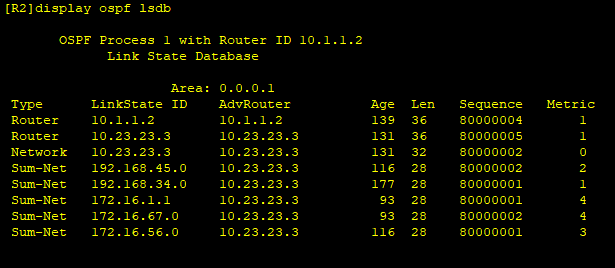 [R2]display ospf lsdb
OSPF Process 1 with Router ID 10.1.1.2
Link State Database
Area: 0.0.0.1
Type LinkState ID AdvRouter Age Len Sequence Metric
Router 10.1.1.2 10.1.1.2 139 36 80000004 1
Router 10.23.23.3 10.23.23.3 131 36 80000005 1
Network 10.23.23.3 10.23.23.3 131 32 80000002 0
Sum-Net 192.168.45.0 10.23.23.3 116 28 80000002 2
Sum-Net 192.168.34.0 10.23.23.3 177 28 80000001 1
Sum-Net 172.16.1.1 10.23.23.3 93 28 80000001 4
Sum-Net 172.16.67.0 10.23.23.3 93 28 80000002 4
Sum-Net 172.16.56.0 10.23.23.3 116 28 80000001 3